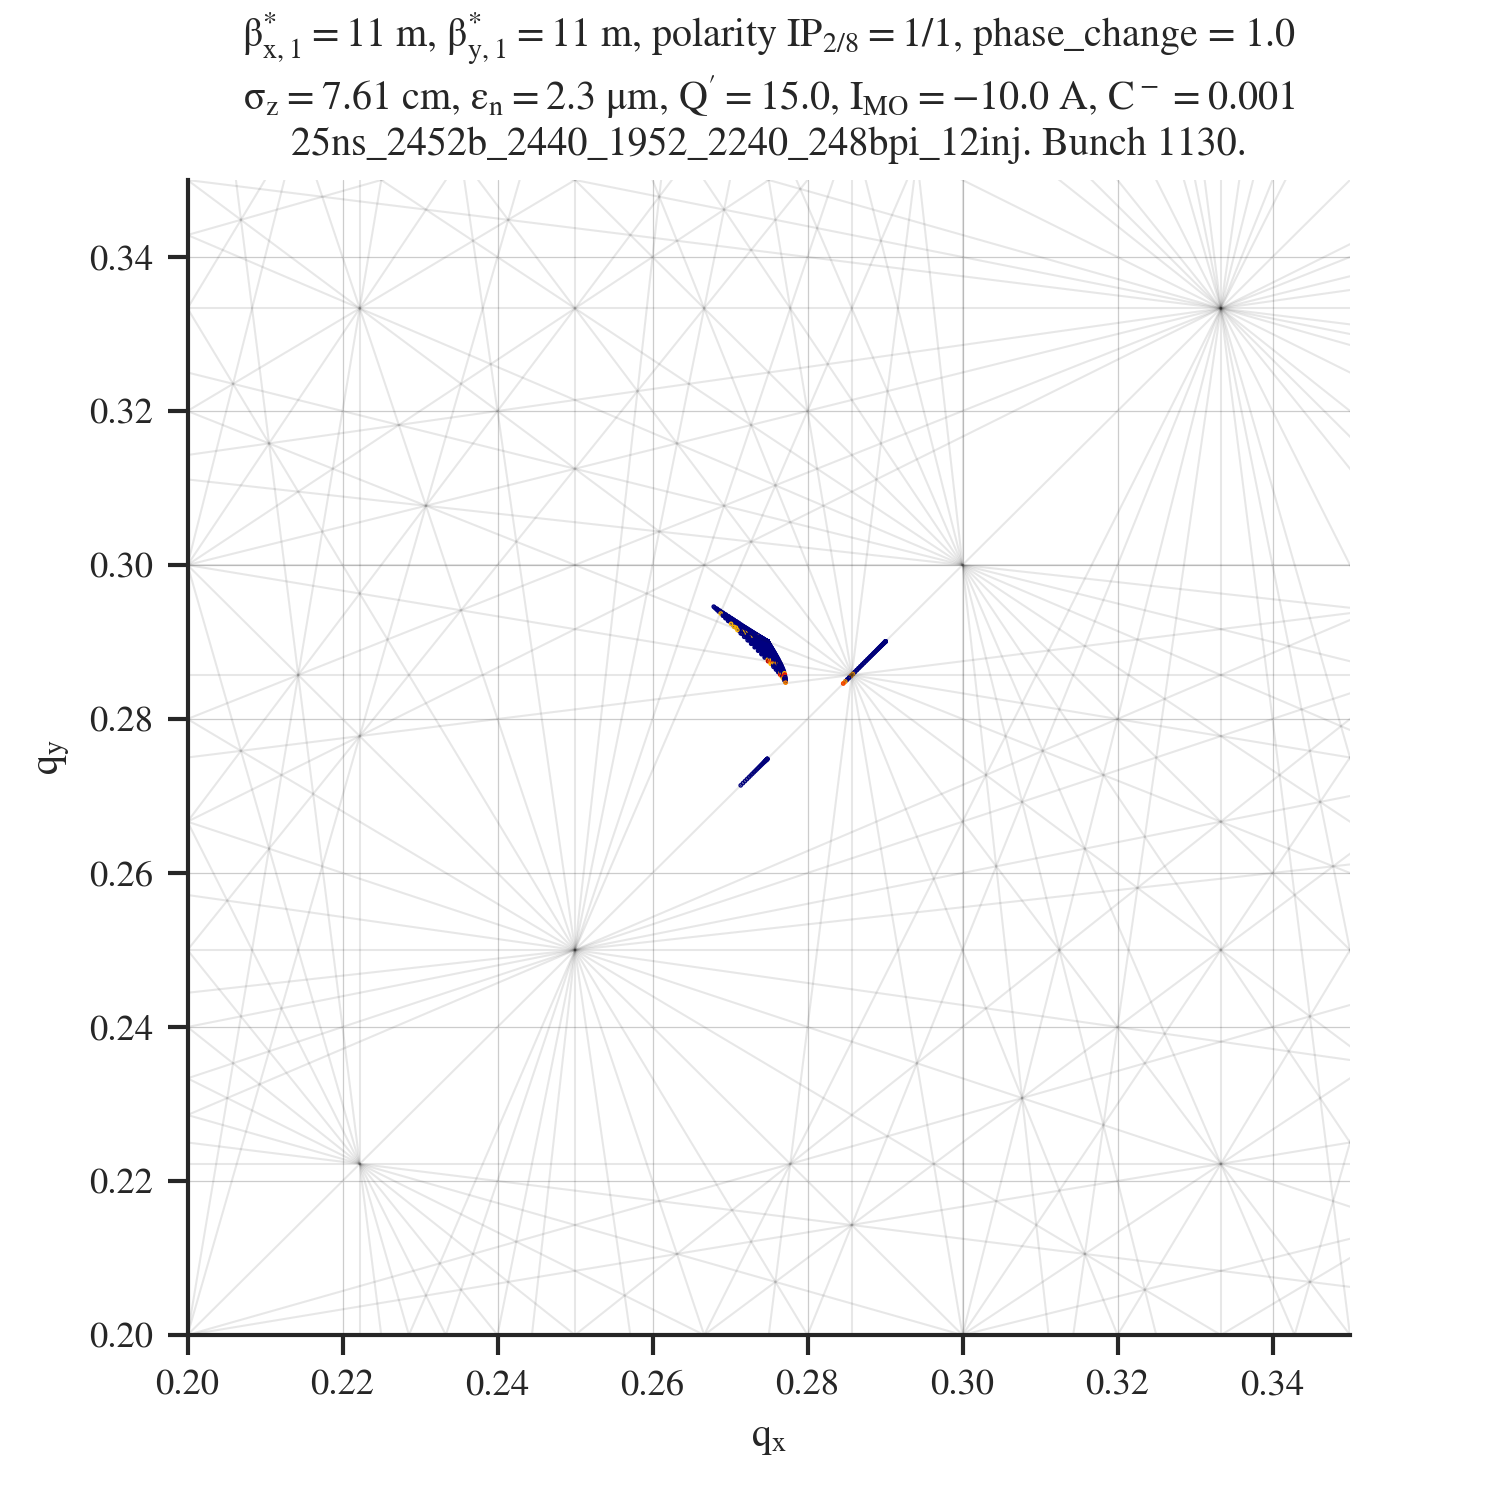 β*x, 1 = 11 m, β*y, 1 = 11 m, polarity IP2/8 = 1/1, phase_change = 1.0
σz = 7.61 cm, εn = 2.3 μm, Q′ = 15.0, IMO = −10.0 A, C− = 0.001
25ns_2452b_2440_1952_2240_248bpi_12inj. Bunch 1130.
0.34
0.32
0.30
0.28
0.26
0.24
0.22
0.20
qy
0.20 0.22 0.24 0.26 0.28 0.30 0.32 0.34
qx